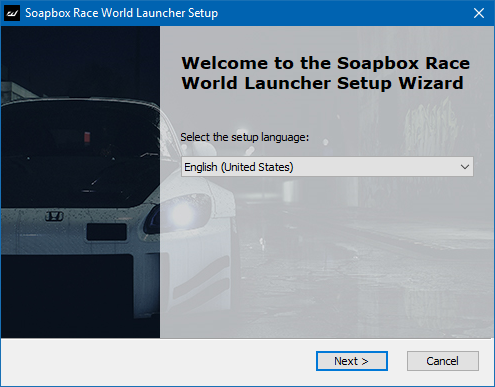 Soapbox Race World Launcher Setup
Welcome to the Soapbox Race
World Launcher Setup Wizard
Select the setup language:
English (United States)
Next >
Cancel